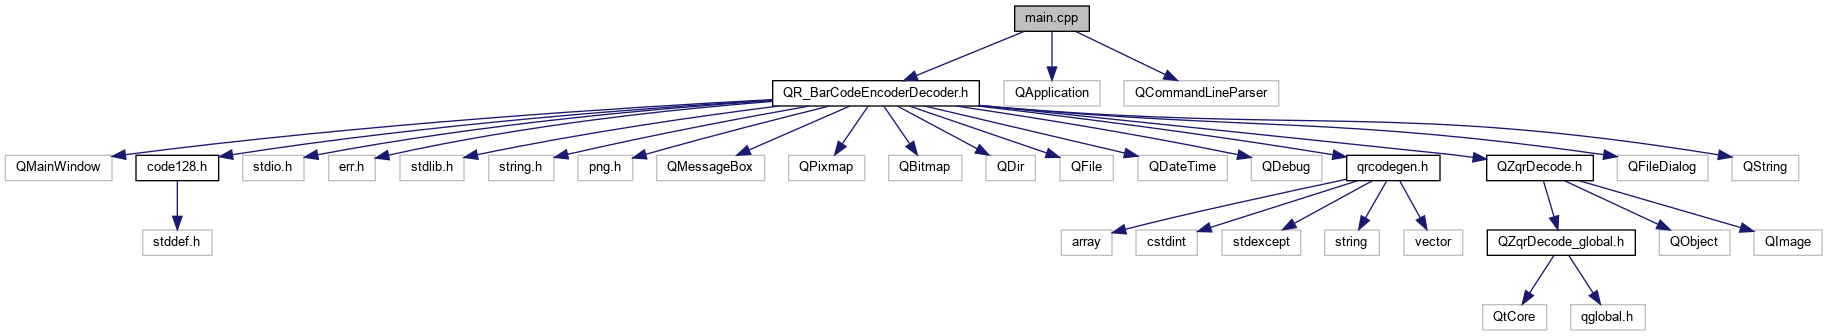 main.cpp
QR_BarCodeEncoderDecoder.h
QApplication
QCommandLineParser
QMainWindow
code128.h
stdio.h
err.h
stdlib.h
string.h
png.h
QMessageBox
QPixmap
QBitmap
QDir
QFile
QDateTime
QDebug
qrcodegen.h
QZqrDecode.h
QFileDialog
QString
stddef.h
array
cstdint
stdexcept
string
vector
QZqrDecode_global.h
QObject
QImage
QtCore
qglobal.h